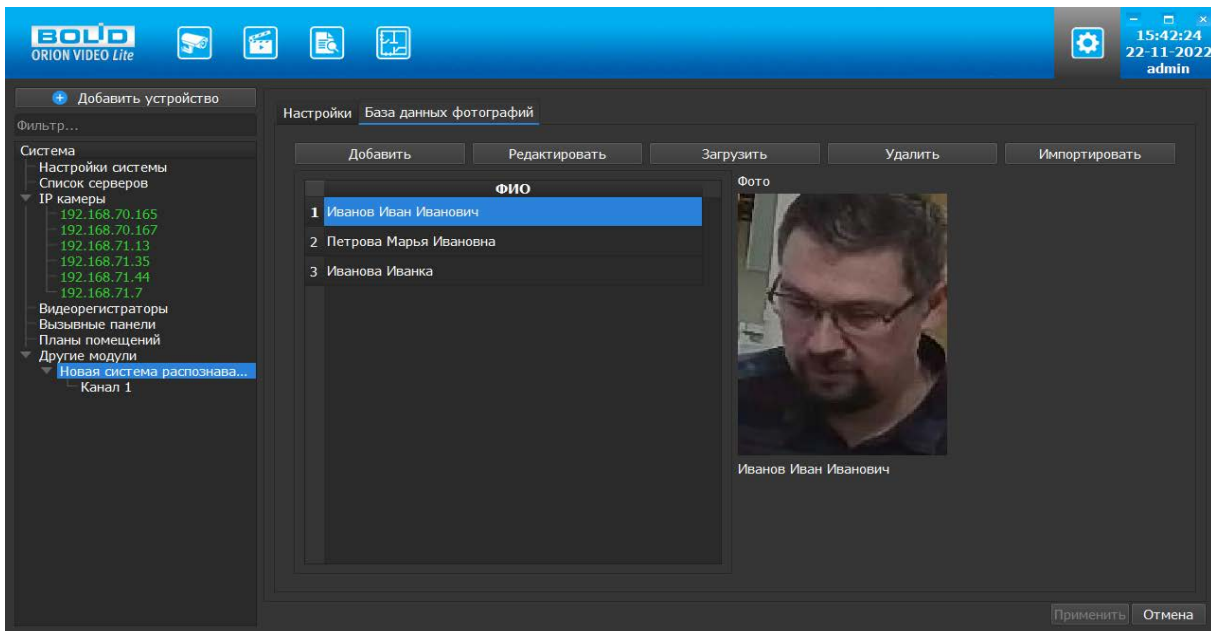 BOLID
ORION VIDEO Lite
15:42:24
22-11-2022
admin
Добавить устройство
Фильтр...
Система
Настройки системы
Список серверов
IP камеры
192.168.70.165
192.168.70.167
192.168.71.13
192.168.71.35
192.168.71.44
192.168.71.7
Видеорегистраторы
Вызывные панели
Планы помещений
Другие модули
Новая система распознава...
Канал 1
Настройки База данных фотографий
Добавить Редактировать Загрузить Удалить Импортировать
ФИО
1 Иванов Иван Иванович
2 Петрова Марья Ивановна
3 Иванова Иванка
Фото
Иванов Иван Иванович
Применить Отмена